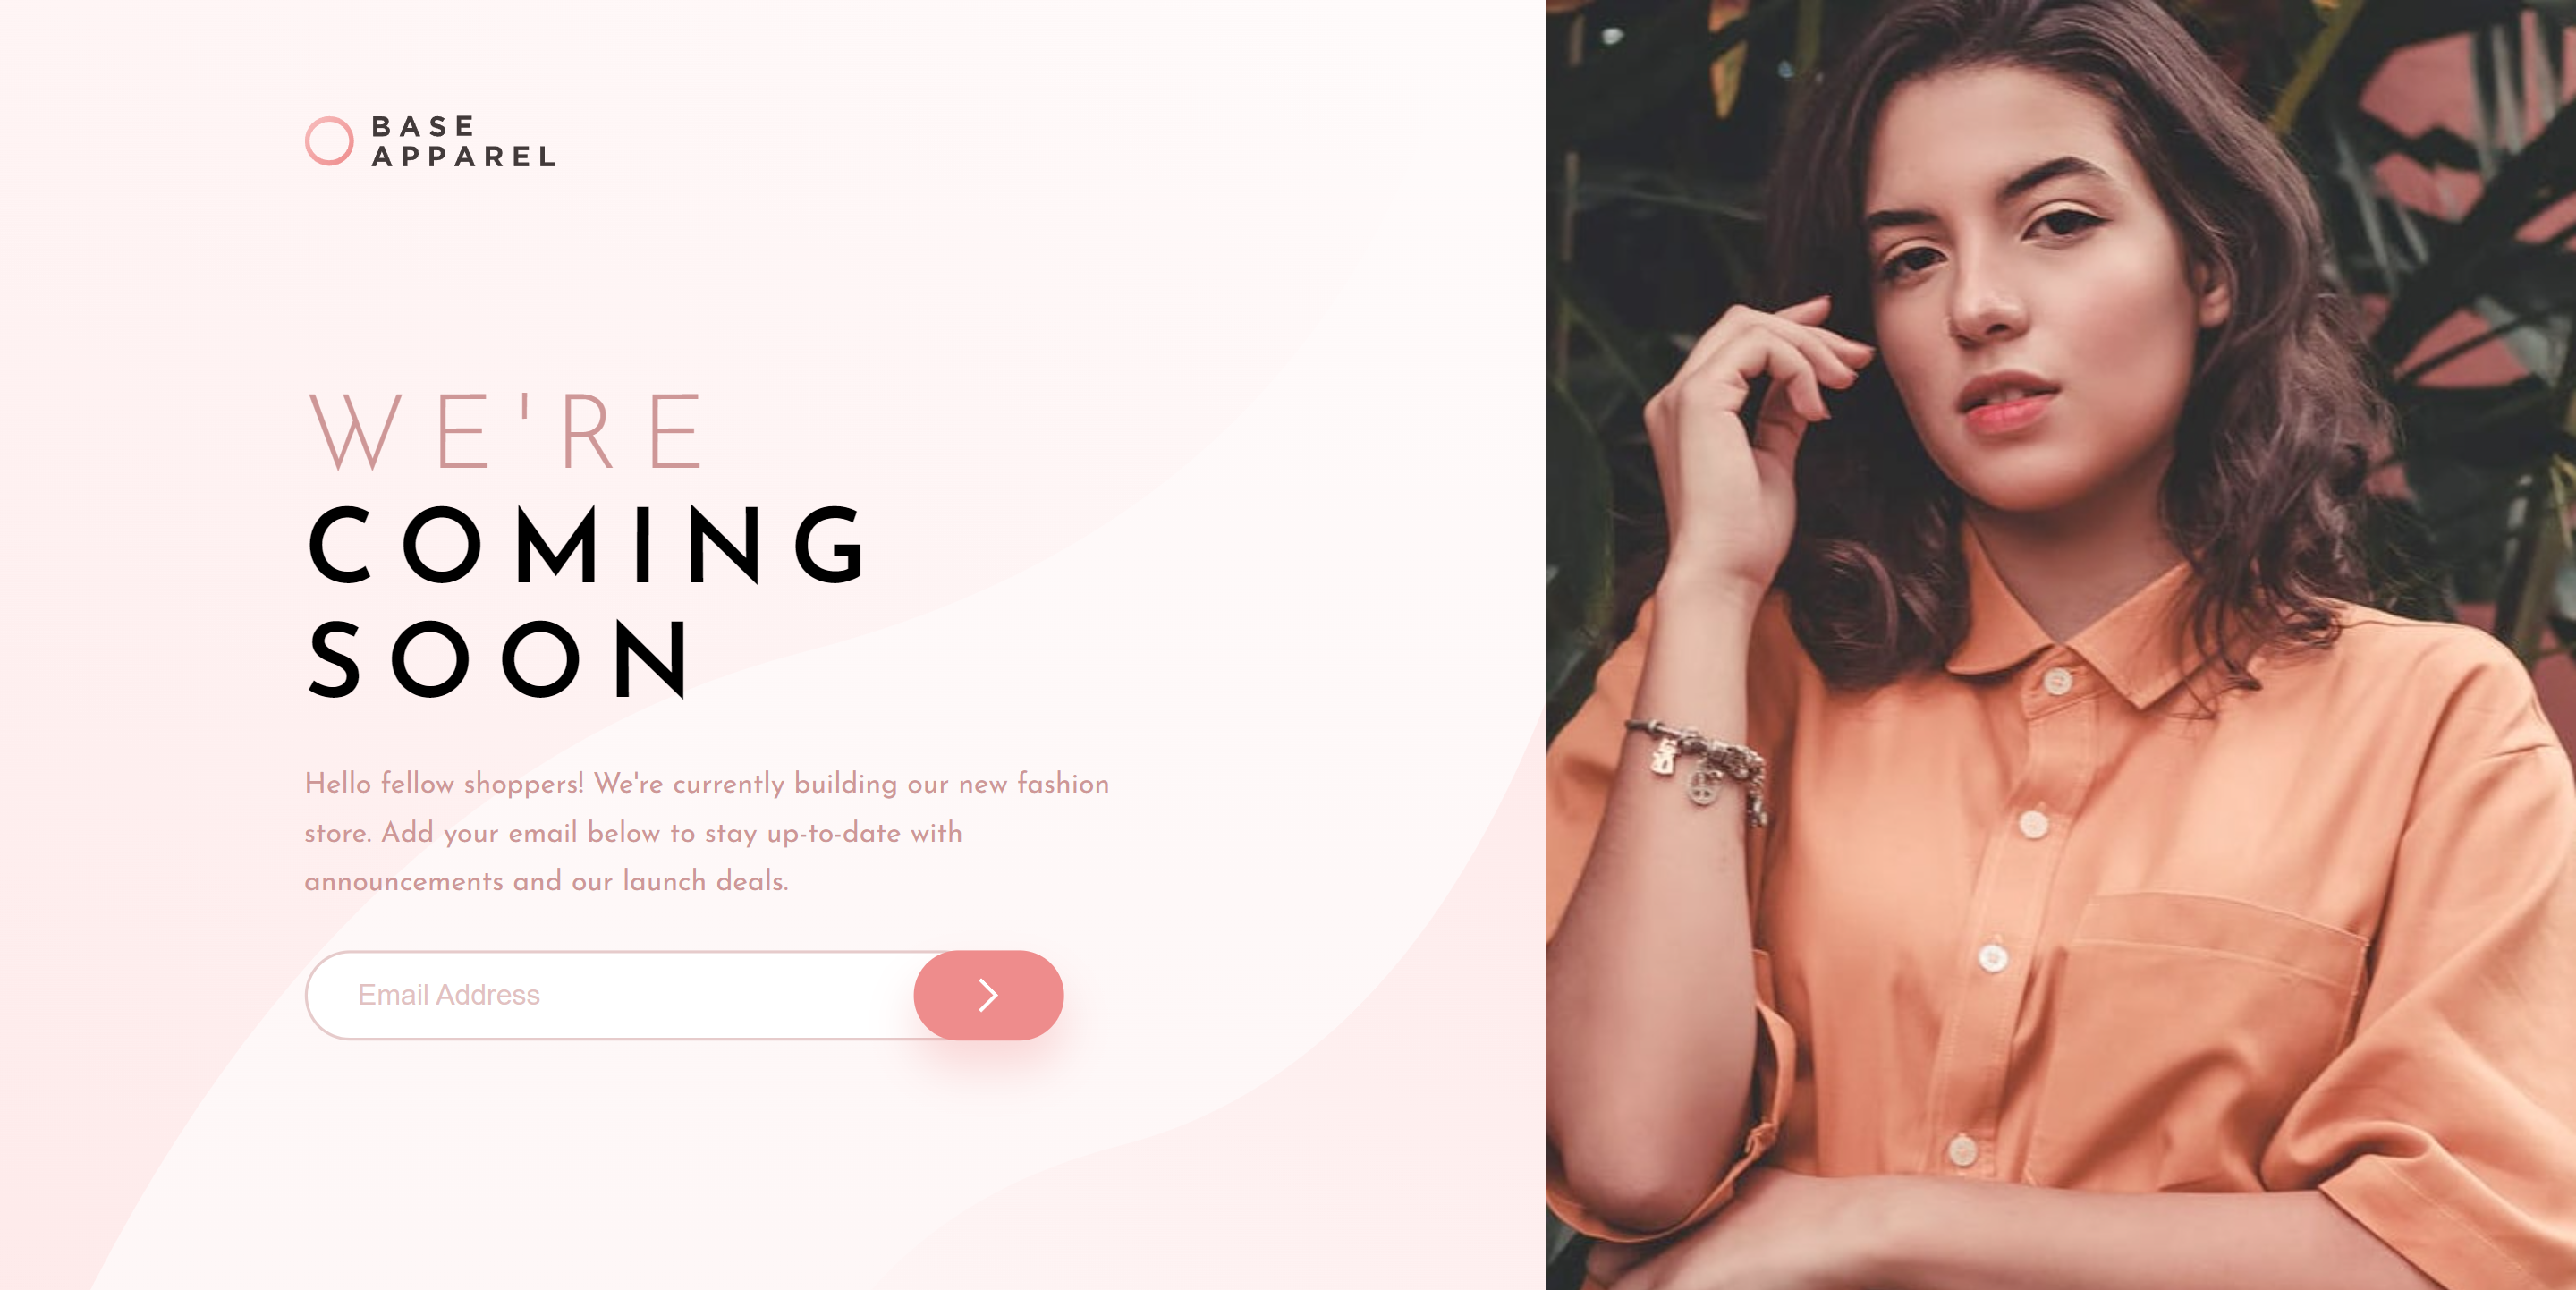 BASE
APPAREL
WE'RE
COMING
SOON
Hello fellow shoppers! We're currently building our new fashion
store. Add your email below to stay up-to-date with
announcements and our launch deals.
Email Address